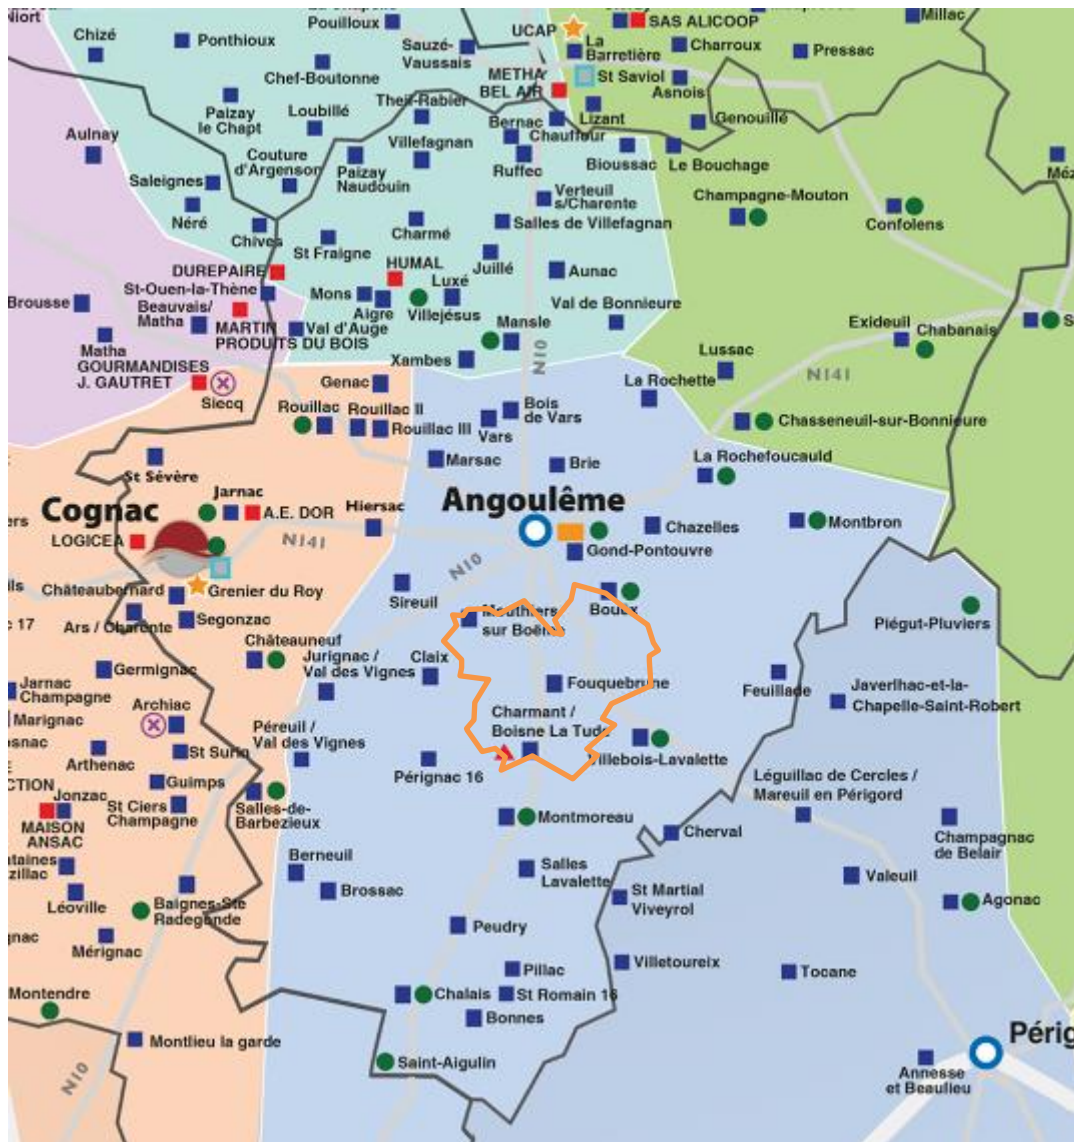 Niort
Pouilloux
UCAP
SAS ALICOOP
Millac
Chizé
Ponthioux
Sauzé-
Vaussais
La
Barretière
Charroux
Pressac
Chef-Boutonne
METHA
BEL AIR
St Saviol
Asnois
Paizay
le Chapt
Loubillé
Theil-Rabier
Bernac
Lizant
Genouillé
Aulnay
Chauffour
Couture
d'Argenson
Villefagnan
Ruffec
Bioussac
Le Bouchage
Saleignes
Paizay
Naudouin
Verteuil
s/Charente
Champagne-Mouton
Néré
Salles de Villefagnan
Confolens
Chives
Charmé
St Fraigne
Juillé
DUREPAIRE
HUMAL
Aunac
St-Ouen-la-Thène
Mons
Luxé
Brousse
Beauvais/
Matha
Aigre
Villejésus
Val de Bonnieure
MARTIN
PRODUITS DU BOIS
Val d'Auge
Mansle
Exideuil
Chabanais
Matha
Xambes
N10
Lussac
GOURMANDISES
J. GAUTRET
Genac
La Rochette
N141
Siecq
Rouillac
Rouillac II
Bois
de Vars
Rouillac III
Vars
Chasseneuil-sur-Bonnieure
St Sévère
Marsac
Brie
La Rochefoucauld
Cognac
Jarnac
Hiersac
Angoulême
A.E. DOR
Chazelles
Montbron
LOGICEA
N141
Gond-Pontouvre
N10
Châteaubernard
Grenier du Roy
Sireuil
Bouëx
Ars / Charente
Segonzac
Mouthiers
sur Boëme
Piégut-Pluviers
c 17
Châteauneuf
Germignac
Jurignac /
Val des Vignes
Claix
Jarnac
Champagne
Fouquebrune
Feuillade
Javerlhac-et-la-
Chapelle-Saint-Robert
Archiac
Marignac
Péreuil /
Val des Vignes
Charmant /
Boisne La Tude
St Surin
Arthenac
Pérignac 16
Villebois-Lavalette
Guimps
Léguillac de Cercles /
Mareuil en Périgord
Jonzac
St Ciers
Champagne
Salles-de-
Barbezieux
MAISON
ANSAC
Montmoreau
Cherval
Champagnac
de Belair
Berneuil
Salles
Lavalette
Valeuil
Léoville
Brossac
St Martial
Viveyrol
Agonac
Baignes-Ste
Radegonde
Peudry
Mérignac
Pillac
Villetoureix
Tocane
Montendre
Chalais
St Romain 16
Bonnes
Montlieu la garde
Saint-Aigulin
Périg
N10
Annesse
et Beaulieu